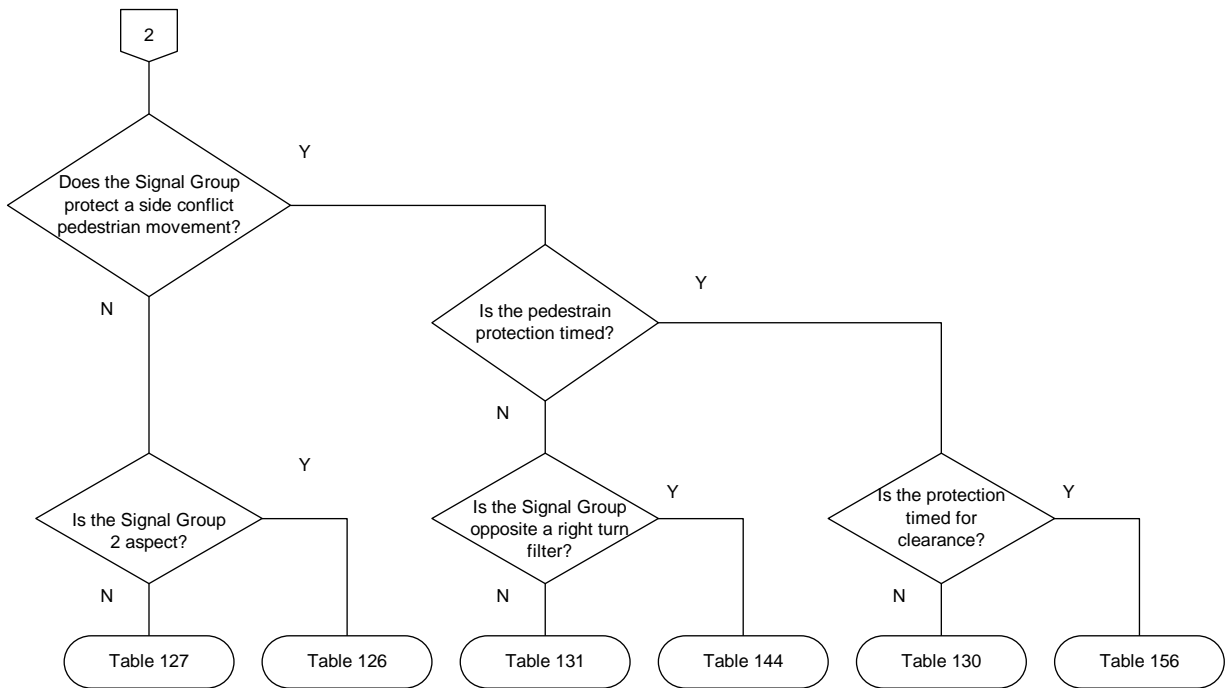 2
Y
Does the Signal Group
protect a side conflict
pedestrian movement?
Y
N
Is the pedestrain
protection timed?
N
Y
Y
Is the Signal Group
2 aspect?
Is the Signal Group
opposite a right turn
filter?
Y
Is the protection
timed for
clearance?
N
N
N
Table 127
Table 126
Table 131
Table 144
Table 130
Table 156